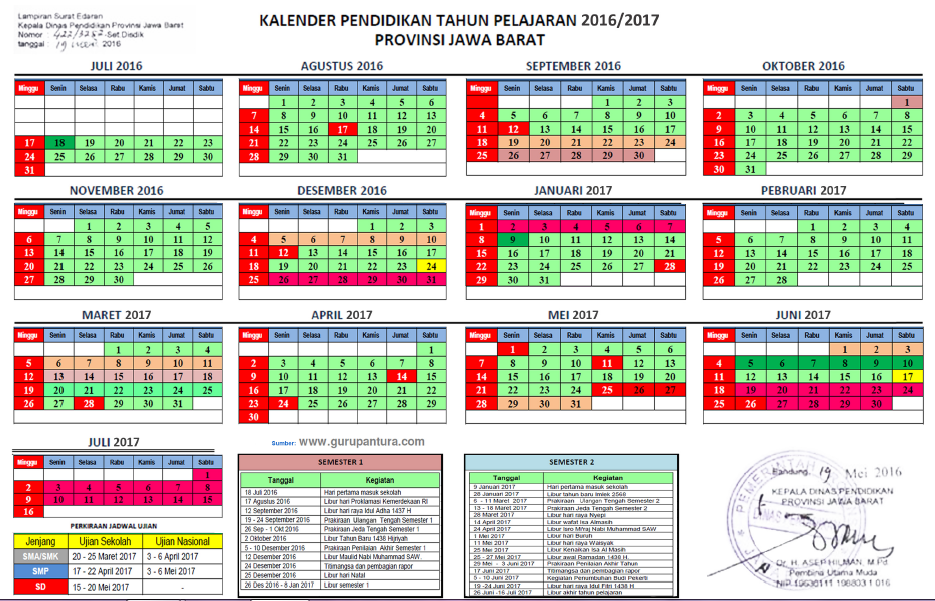 Lampiran Surat Edaran
Kepala Dinas Pendidikan Provinsi Jawa Barat
Nomor : 422/3252-Set.Disdik
tanggal : 19 2016
KALENDER PENDIDIKAN TAHUN PELAJARAN 2016/2017
PROVINSI JAWA BARAT
JULI 2016
Minggu Senin Selasa Rabu Kamis Jumat Sabtu
17 18 19 20 21 22 23
24 25 26 27 28 29 30
31
AGUSTUS 2016
Minggu Senin Selasa Rabu Kamis Jumat Sabtu
1 2 3 4 5 6
7 8 9 10 11 12 13
14 15 16 17 18 19 20
21 22 23 24 25 26 27
28 29 30 31
SEPTEMBER 2016
Minggu Senin Selasa Rabu Kamis Jumat Sabtu
1 2 3
4 5 6 7 8 9 10
11 12 13 14 15 16 17
18 19 20 21 22 23 24
25 26 27 28 29 30
OKTOBER 2016
Minggu Senin Selasa Rabu Kamis Jumat Sabtu
1
2 3 4 5 6 7 8
9 10 11 12 13 14 15
16 17 18 19 20 21 22
23 24 25 26 27 28 29
30 31
NOVEMBER 2016
Minggu Senin Selasa Rabu Kamis Jumat Sabtu
1 2 3 4 5
6 7 8 9 10 11 12
13 14 15 16 17 18 19
20 21 22 23 24 25 26
27 28 29 30
DESEMBER 2016
Minggu Senin Selasa Rabu Kamis Jumat Sabtu
1 2 3
4 5 6 7 8 9 10
11 12 13 14 15 16 17
18 19 20 21 22 23 24
25 26 27 28 29 30 31
JANUARI 2017
Minggu Senin Selasa Rabu Kamis Jumat Sabtu
1 2 3 4 5 6 7
8 9 10 11 12 13 14
15 16 17 18 19 20 21
22 23 24 25 26 27 28
29 30 31
PEBRUARI 2017
Minggu Senin Selasa Rabu Kamis Jumat Sabtu
1 2 3 4
5 6 7 8 9 10 11
12 13 14 15 16 17 18
19 20 21 22 23 24 25
26 27 28
MARET 2017
Minggu Senin Selasa Rabu Kamis Jumat Sabtu
1 2 3 4
5 6 7 8 9 10 11
12 13 14 15 16 17 18
19 20 21 22 23 24 25
26 27 28 29 30 31
APRIL 2017
Minggu Senin Selasa Rabu Kamis Jumat Sabtu
1
2 3 4 5 6 7 8
9 10 11 12 13 14 15
16 17 18 19 20 21 22
23 24 25 26 27 28 29
30
MEI 2017
Minggu Senin Selasa Rabu Kamis Jumat Sabtu
1 2 3 4 5 6
7 8 9 10 11 12 13
14 15 16 17 18 19 20
21 22 23 24 25 26 27
28 29 30 31
JUNI 2017
Minggu Senin Selasa Rabu Kamis Jumat Sabtu
1 2 3
4 5 6 7 8 9 10
11 12 13 14 15 16 17
18 19 20 21 22 23 24
25 26 27 28 29 30
JULI 2017
Minggu Senin Selasa Rabu Kamis Jumat Sabtu
1
2 3 4 5 6 7 8
9 10 11 12 13 14 15
16
PERKIRAAN JADWAL UJIAN
Jenjang Ujian Sekolah Ujian Nasional
SMA/SMK 20 - 25 Maret 2017 3 - 6 April 2017
SMP 17 - 22 April 2017 3 - 6 Mei 2017
SD 15 - 20 Mei 2017 -
Sumber: www.gurupantura.com
SEMESTER 1
Tanggal Kegiatan
18 Juli 2016 Hari pertama masuk sekolah
17 Agustus 2016 Libur hari Proklamasi Kemerdekaan RI
12 September 2016 Libur hari raya Idul Adha 1437 H
19 - 24 September 2016 Prakiraan Ulangan Tengah Semester 1
26 Sep - 1 Okt 2016 Prakiraan Jeda Tengah Semester
2 Oktober 2016 Libur Tahun Baru 1438 Hijriyah
5 - 10 Desember 2016 Prakiraan Penilaian Akhir Semester 1
12 Desember 2016 Libur Maulid Nabi Muhammad SAW.
24 Desember 2016 Titimangsa dan pembagian rapor
25 Desember 2016 Libur hari Natal
26 Des 2016 - 8 Jan 2017 Libur semester 1
SEMESTER 2
Tanggal Kegiatan
9 Januari 2017 Hari pertama masuk sekolah
28 Januari 2017 Libur tahun baru Imlek 2568
6 - 11 Maret 2017 Prakiraan Ulangan Tengah Semester 2
13 - 18 Maret 2017 Prakiraan Jeda Tengah Semester 2
28 Maret 2017 Libur hari raya Nyepi
14 April 2017 Libur wafat Isa Almasih
24 April 2017 Libur Isro Mi'raj Nabi Muhammad SAW
1 Mei 2017 Libur hari Buruh
11 Mei 2017 Libur hari raya Waisyak
25 Mei 2017 Libur Kenaikan Isa Al Masih
25 - 27 Mei 2017 Libur awal Ramadan 1438 H.
29 Mei - 3 Juni 2017 Prakiraan Penilaian Akhir Tahun
17 Juni 2017 Titimangsa dan pembagian rapor
5 - 10 Juni 2017 Kegiatan Penumbuhan Budi Pekerti
19 -24 Juni 2017 Libur hari raya Idul Fitri 1438 H
26 Juni -16 Juli 2017 Libur akhir tahun pelajaran
Bandung, 19 Mei 2016
KEPALA DINAS PENDIDIKAN
PROVINSI JAWA BARAT
Dr. H. ASEP HILMAN, M.Pd
Pembina Utama Muda
NIP.19630111 198803 1 016